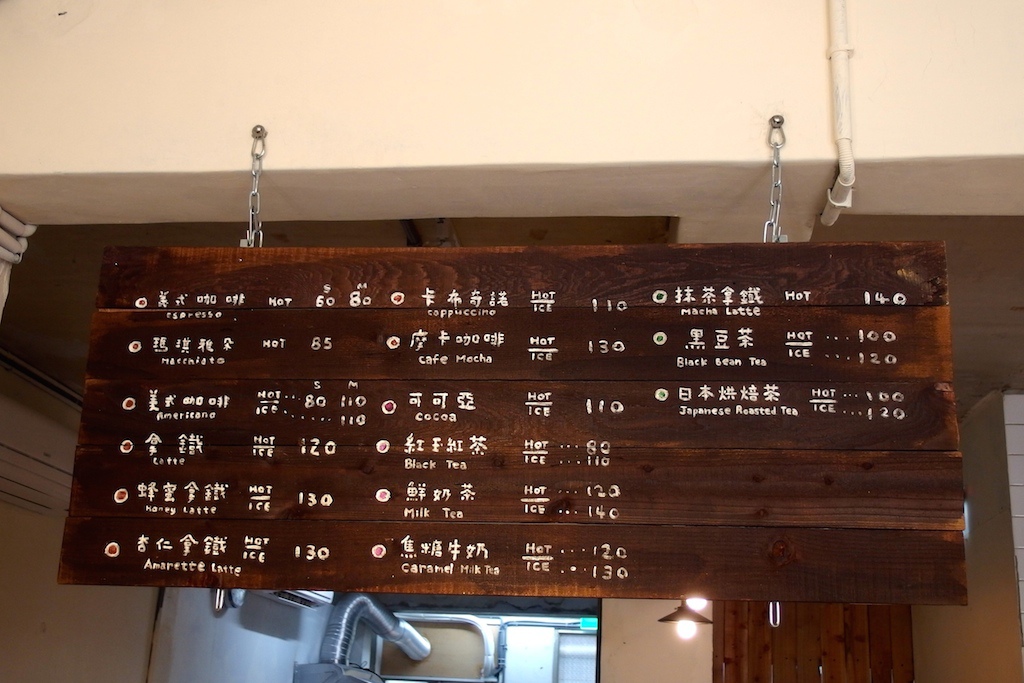 S M
美式咖啡 HOT 60 80
espresso
瑪淇雅朵 HOT 85
Macchiato
S M
美式咖啡 HOT ... 80 110
Americano ICE ...... 110
拿鐵 HOT ICE 120
Latte
蜂蜜拿鐵 HOT ICE 130
Honey Latte
杏仁拿鐵 HOT ICE 130
Amarette Latte
卡布奇諾 HOT ICE 110
cappuccino
摩卡咖啡 HOT ICE 130
Cafe Mocha
可可亞 HOT ICE 110
Cocoa
紅玉紅茶 HOT ... 80
Black Tea ICE ... 110
鮮奶茶 HOT ... 120
Milk Tea ICE ... 140
焦糖牛奶 HOT .... 120
Caramel Milk Tea ICE .... 130
抹茶拿鐵 HOT 140
Macha Latte
黑豆茶 HOT .... 100
Black Bean Tea ICE .... 120
日本烘焙茶 HOT .... 100
Japanese Roasted Tea ICE .... 120